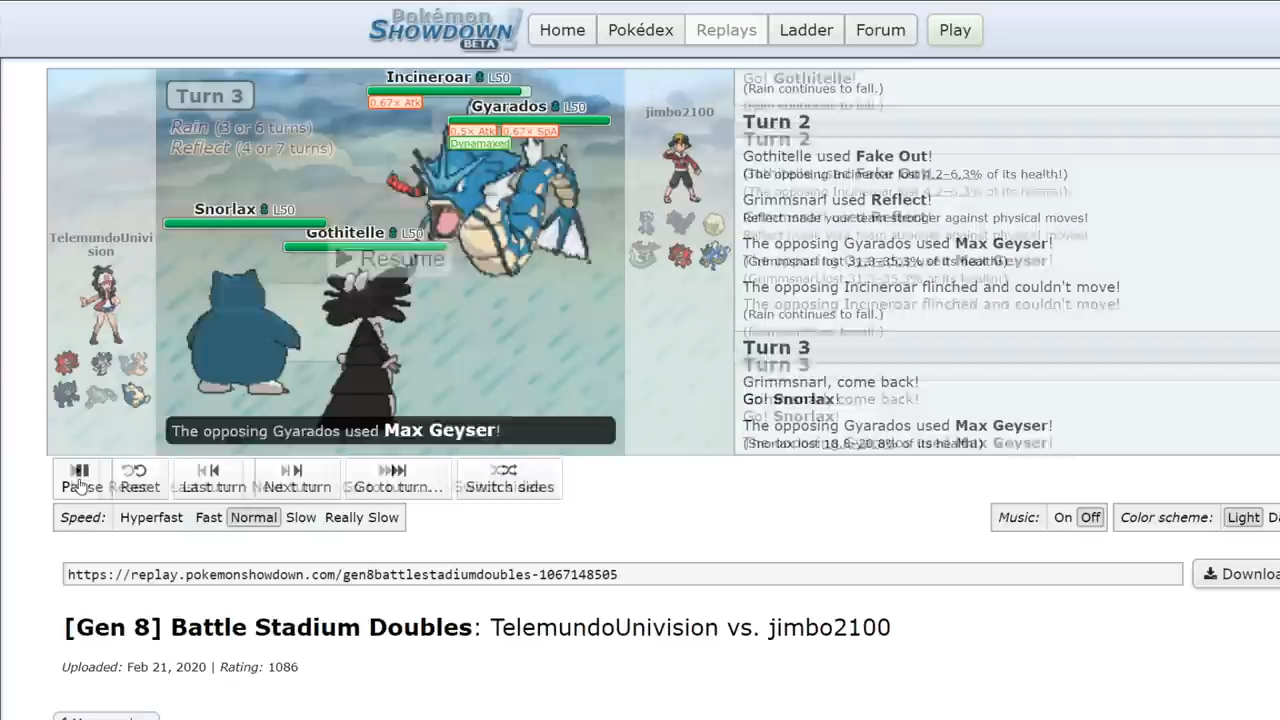 Pokémon
SHOWDOWN!
BETA
Home
Pokédex
Replays
Ladder
Forum
Play
Turn 3
Rain (3 or 6 turns)
Reflect (4 or 7 turns)
Incineroar L50
0.67× Atk
Gyarados L50
0.5× Atk 0.67× SpA
Dynamaxed
Snorlax L50
Gothitelle L50
Resume
The opposing Gyarados used Max Geyser!
TelemundoUnivi
sion
jimbo2100
Go! Gothitelle!
(Rain continues to fall.)
Turn 2
Gothitelle used Fake Out!
(The opposing Incineroar lost 4.2–6.3% of its health!)
Grimmsnarl used Reflect!
Reflect made your team stronger against physical moves!
The opposing Gyarados used Max Geyser!
(Grimmsnarl lost 31.3–35.3% of its health!)
The opposing Incineroar flinched and couldn't move!
(Rain continues to fall.)
Turn 3
Grimmsnarl, come back!
Go! Snorlax!
The opposing Gyarados used Max Geyser!
(Snorlax lost 18.8–20.8% of its health!)
Pause
Reset
Last turn
Next turn
Go to turn...
Switch sides
Speed: Hyperfast Fast Normal Slow Really Slow
Music: On Off
Color scheme: Light
https://replay.pokemonshowdown.com/gen8battlestadiumdoubles-1067148505
Downloa
[Gen 8] Battle Stadium Doubles: TelemundoUnivision vs. jimbo2100
Uploaded: Feb 21, 2020 | Rating: 1086